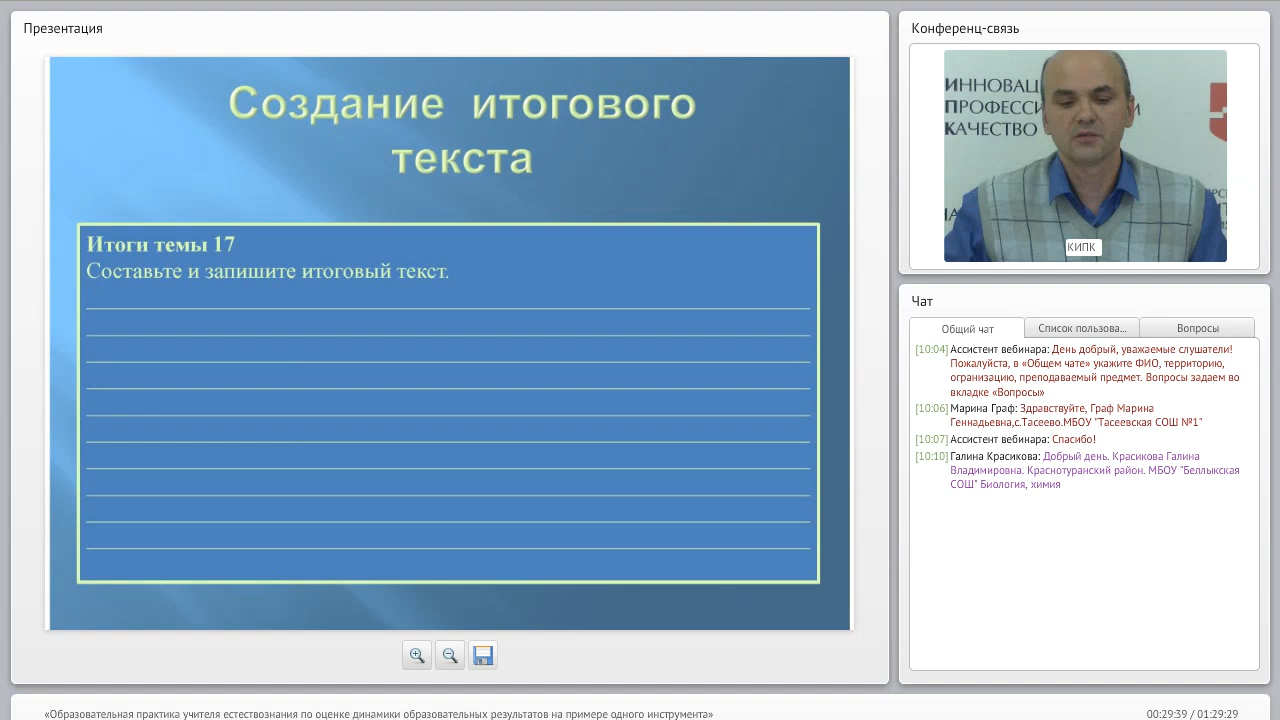 Презентация
Создание итогового
текста
Итоги темы 17
Составьте и запишите итоговый текст.
Конференц-связь
ИННОВАЦ
ПРОФЕССИ
КАЧЕСТВО
КИПК
Чат
Общий чат
Список пользова...
Вопросы
[10:04] Ассистент вебинара: День добрый, уважаемые слушатели!
Пожалуйста, в «Общем чате» укажите ФИО, территорию,
огранизацию, преподаваемый предмет. Вопросы задаем во
вкладке «Вопросы»
[10:06] Марина Граф: Здравствуйте, Граф Марина
Геннадьевна,с.Тасеево.МБОУ "Тасеевская СОШ №1"
[10:07] Ассистент вебинара: Спасибо!
[10:10] Галина Красикова: Добрый день. Красикова Галина
Владимировна. Краснотуранский район. МБОУ "Беллыкская
СОШ" Биология, химия
«Образовательная практика учителя естествознания по оценке динамики образовательных результатов на примере одного инструмента»
00:29:39 / 01:29:29